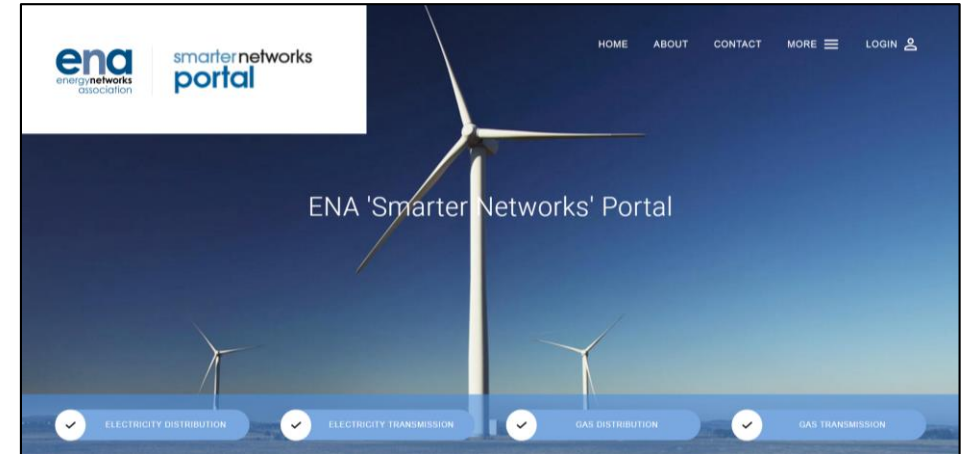 ena
energynetworks
association
smarternetworks
portal
HOME ABOUT CONTACT MORE LOGIN
ENA 'Smarter Networks' Portal
ELECTRICITY DISTRIBUTION ELECTRICITY TRANSMISSION GAS DISTRIBUTION GAS TRANSMISSION